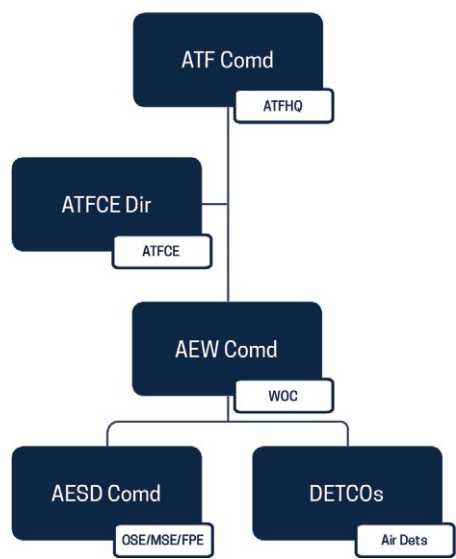 ATF Comd
ATFHQ
ATFCE Dir
ATFCE
AEW Comd
WOC
AESD Comd
OSE/MSE/FPE
DETCOs
Air Dets